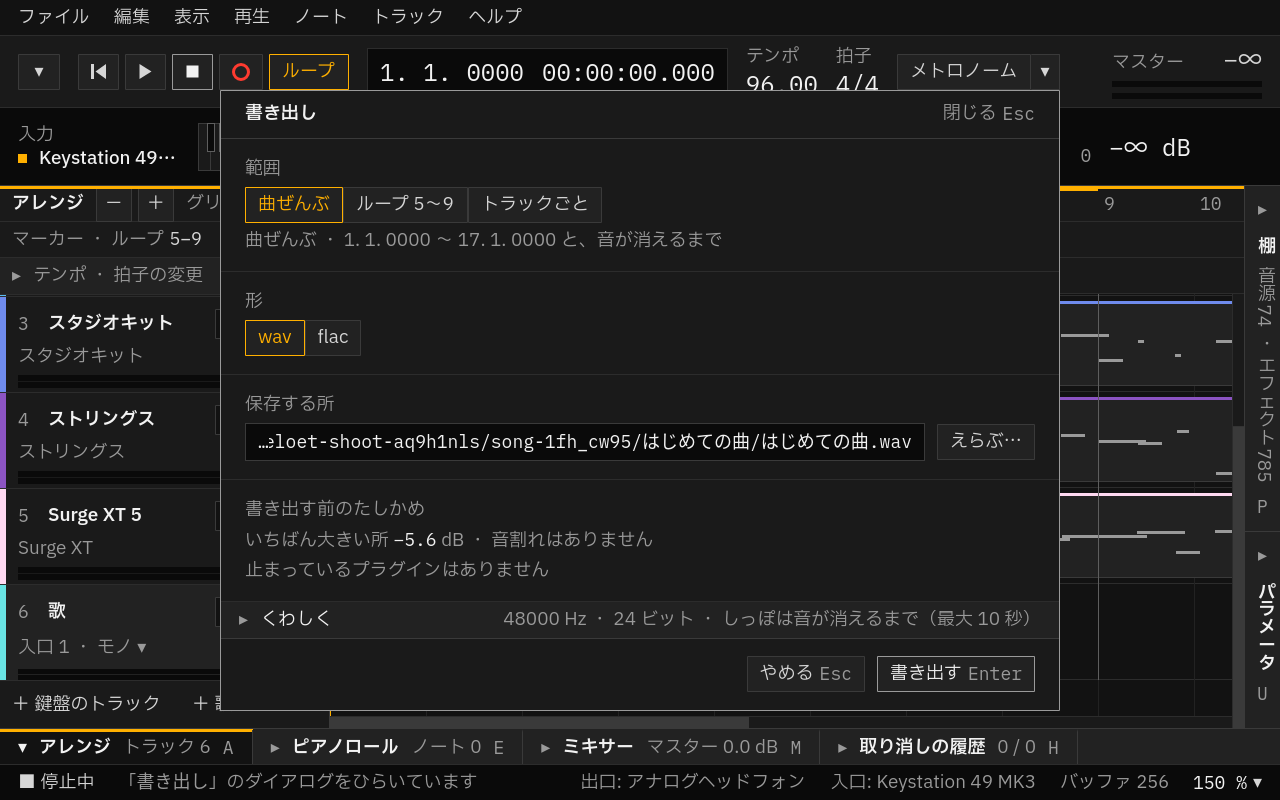 ファイル 編集 表示 再生 ノート トラック ヘルプ
ループ 1. 1. 0000 00:00:00.000 テンポ 96.00 拍子 4/4 メトロノーム ▼ マスター −∞
書き出し 閉じる Esc
入力
Keystation 49…
0 −∞ dB
範囲
曲ぜんぶ ループ 5〜9 トラックごと
曲ぜんぶ ・ 1. 1. 0000 〜 17. 1. 0000 と、音が消えるまで
アレンジ − + グリ
9 10
マーカー ・ ループ 5–9
▸ テンポ ・ 拍子の変更
形
wav flac
3 スタジオキット
スタジオキット
4 ストリングス
ストリングス
5 Surge XT 5
Surge XT
6 歌
入口 1 ・ モノ ▾
+ 鍵盤のトラック +
保存する所
…eloet-shoot-aq9h1nls/song-1fh_cw95/はじめての曲/はじめての曲.wav えらぶ…
書き出す前のたしかめ
いちばん大きい所 −5.6 dB ・ 音割れはありません
止まっているプラグインはありません
▸ くわしく 48000 Hz ・ 24 ビット ・ しっぽは音が消えるまで（最大 10 秒）
やめる Esc 書き出す Enter
▸ 棚 音源 74 ・ エフェクト 785 P
▸ パラメータ U
▾ アレンジ トラック 6 A ▸ ピアノロール ノート 0 E ▸ ミキサー マスター 0.0 dB M ▸ 取り消しの履歴 0 / 0 H
■ 停止中 「書き出し」のダイアログをひらいています 出口: アナログヘッドフォン 入口: Keystation 49 MK3 バッファ 256 150 % ▾